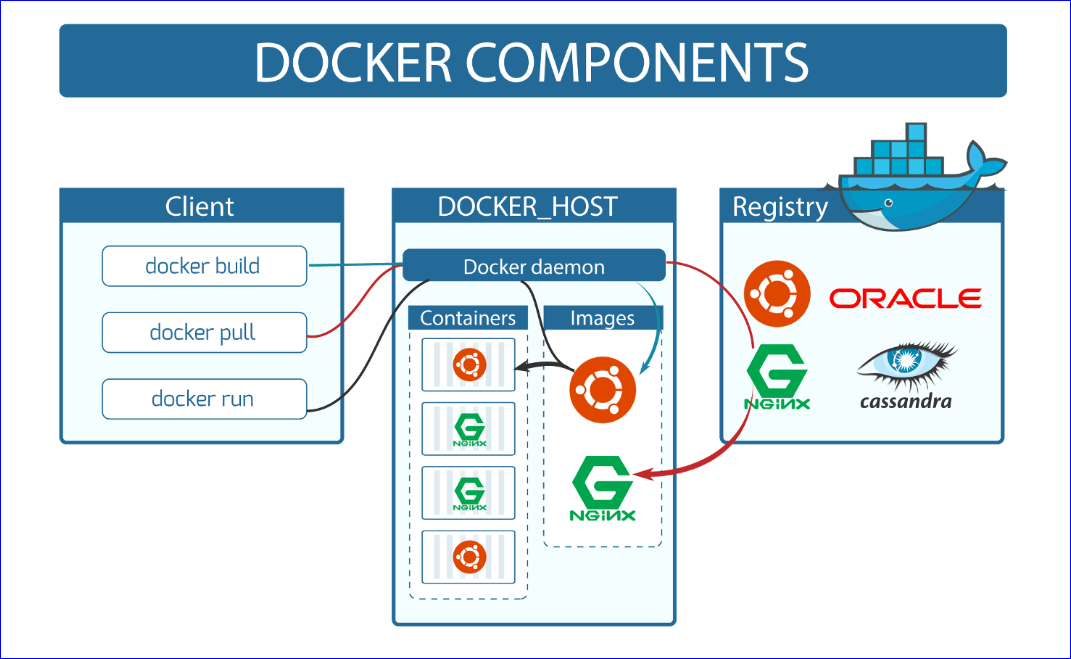 DOCKER COMPONENTS
Client
docker build
docker pull
docker run
DOCKER_HOST
Docker daemon
Containers
NGINX
NGINX
Images
NGINX
Registry
ORACLE
NGINX
cassandra